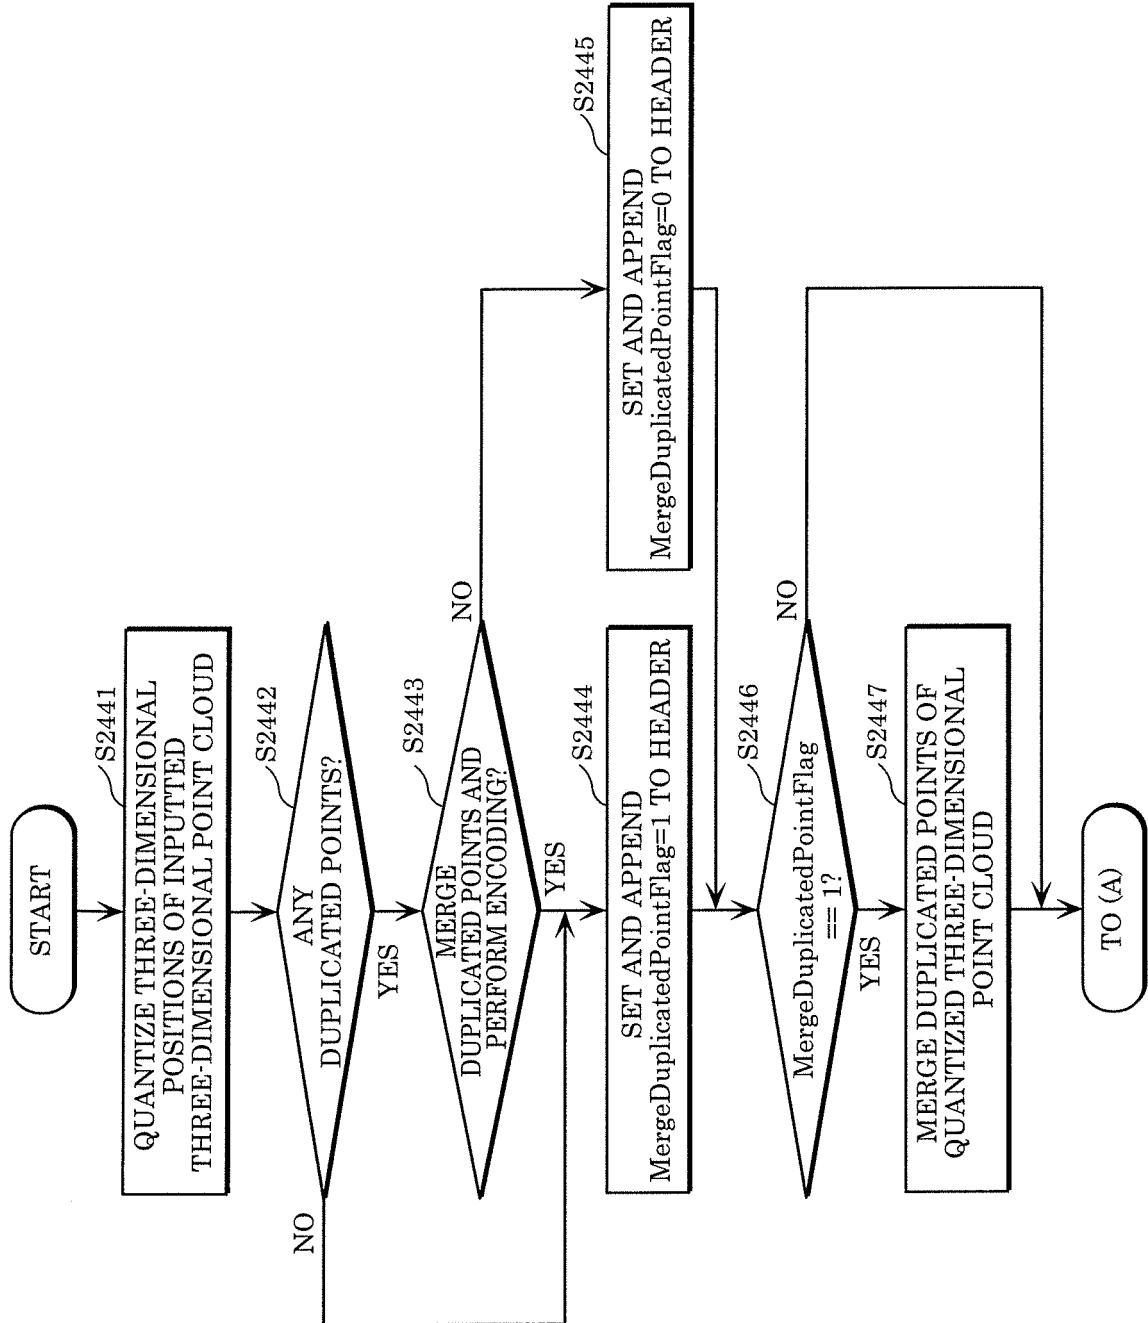 START
S2441
QUANTIZE THREE-DIMENSIONAL
POSITIONS OF INPUTTED
THREE-DIMENSIONAL POINT CLOUD
S2442
ANY
DUPLICATED POINTS?
NO
YES
S2443
MERGE
DUPLICATED POINTS AND
PERFORM ENCODING?
NO
YES
S2444
SET AND APPEND
MergeDuplicatedPointFlag=1 TO HEADER
S2445
SET AND APPEND
MergeDuplicatedPointFlag=0 TO HEADER
S2446
MergeDuplicatedPointFlag
== 1?
NO
YES
S2447
MERGE DUPLICATED POINTS OF
QUANTIZED THREE-DIMENSIONAL
POINT CLOUD
TO (A)